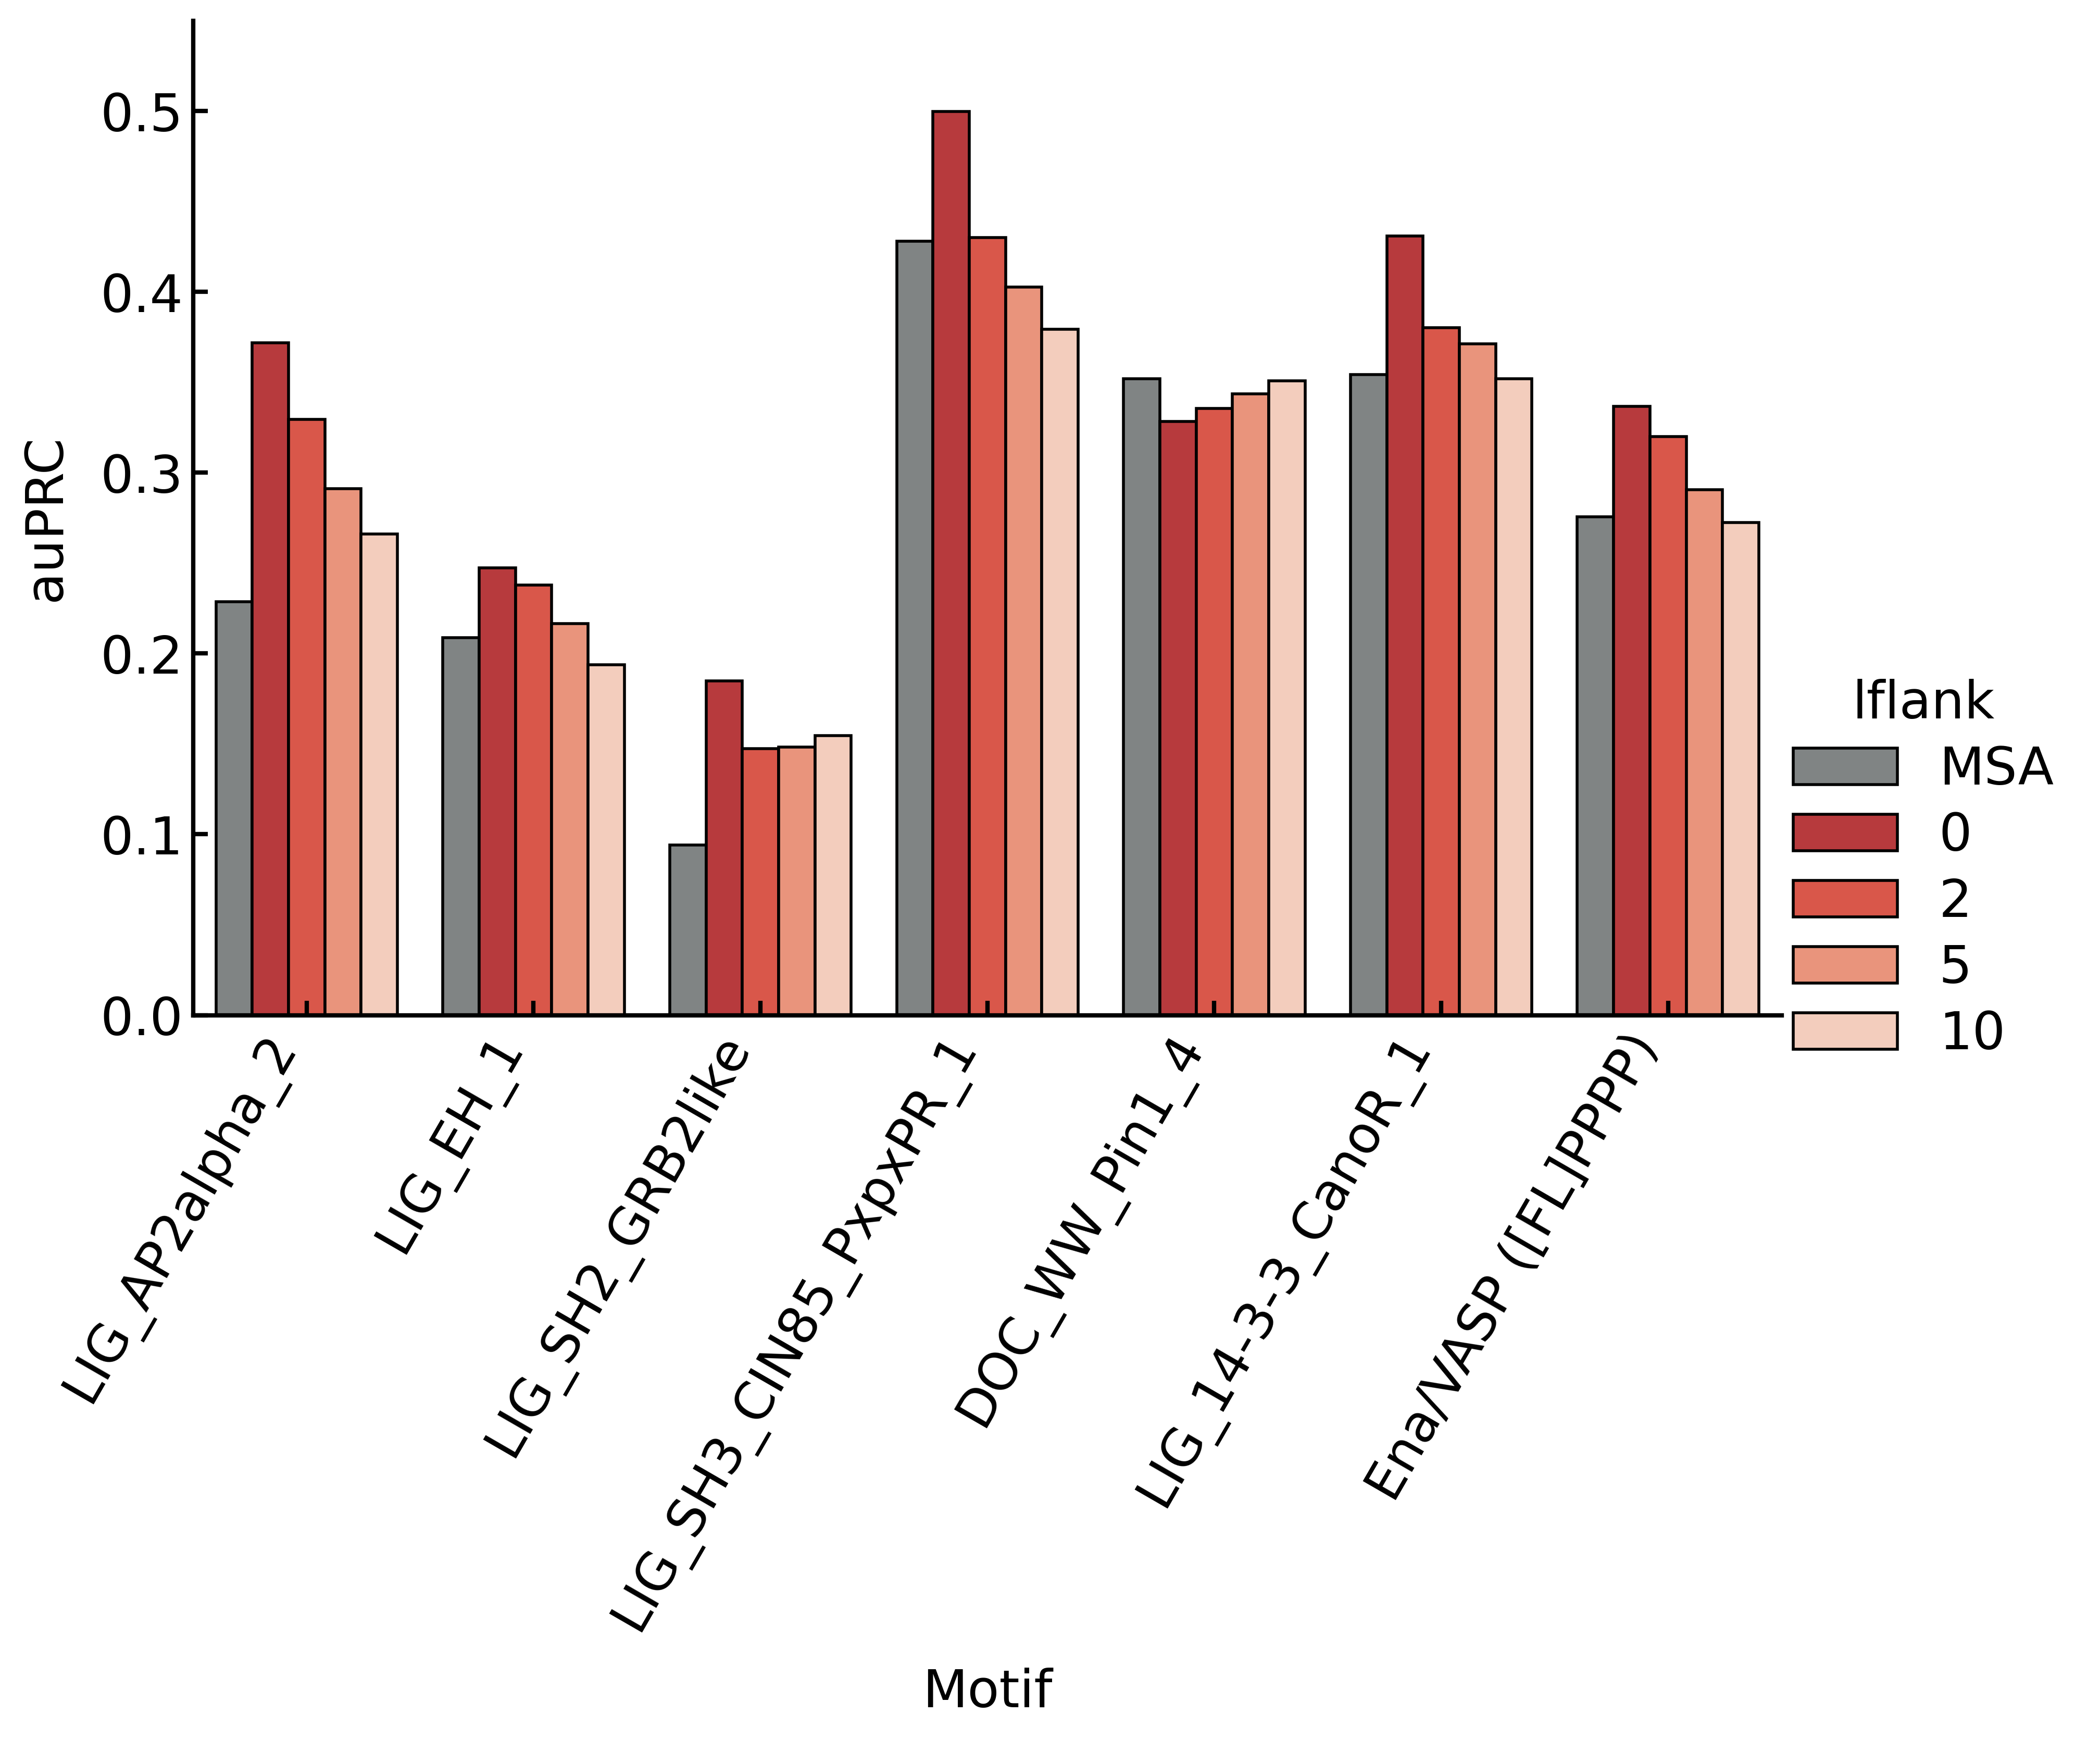 auPRC
0.5
0.4
0.3
0.2
0.1
0.0
LIG_AP2alpha_2
LIG_EH_1
LIG_SH2_GRB2like
LIG_SH3_CIN85_PxpxPR_1
DOC_WW_Pin1_4
LIG_14-3-3_CanoR_1
Ena/VASP ([FL]PPPP)
Motif
lflank
MSA
0
2
5
10